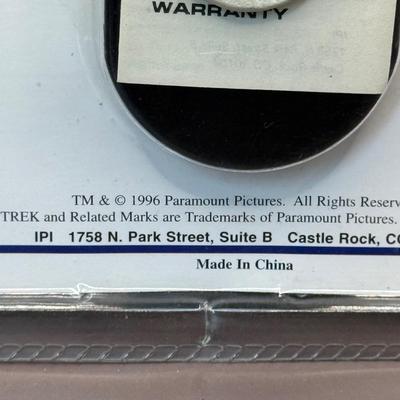 WARRANTY
TM & © 1996 Paramount Pictures. All Rights Reserv
TREK and Related Marks are Trademarks of Paramount Pictures.
IPI 1758 N. Park Street, Suite B Castle Rock, CO
Made In China